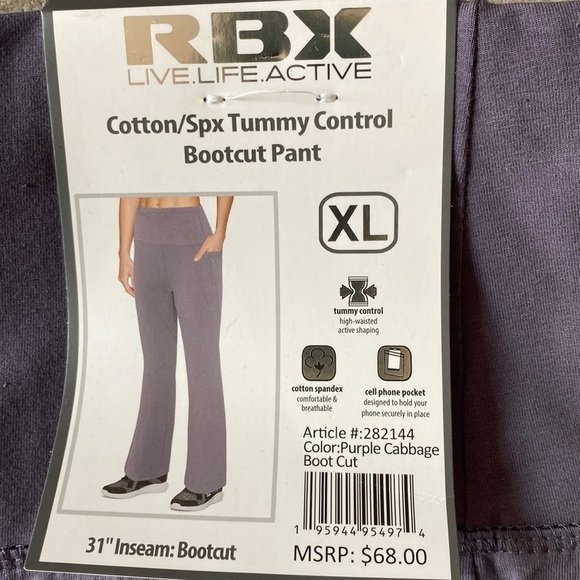 RBX
LIVE.LIFE.ACTIVE
Cotton/Spx Tummy Control
Bootcut Pant
XL
tummy control
high-waisted
active shaping
cotton spandex
comfortable &
breathable
cell phone pocket
designed to hold your
phone securely in place
Article #:282144
Color:Purple Cabbage
Boot Cut
1 95944 95497 4
31" Inseam: Bootcut
MSRP: $68.00